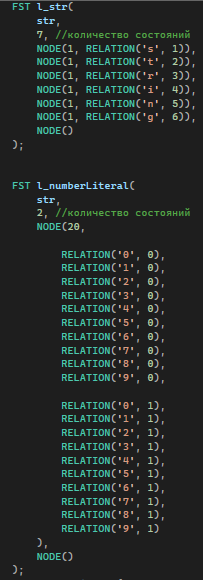 FST l_str(
str,
7, //количество состояний
NODE(1, RELATION('s', 1)),
NODE(1, RELATION('t', 2)),
NODE(1, RELATION('r', 3)),
NODE(1, RELATION('i', 4)),
NODE(1, RELATION('n', 5)),
NODE(1, RELATION('g', 6)),
NODE()
);
FST l_numberLiteral(
str,
2, //количество состояний
NODE(20,
RELATION('0', 0),
RELATION('1', 0),
RELATION('2', 0),
RELATION('3', 0),
RELATION('4', 0),
RELATION('5', 0),
RELATION('6', 0),
RELATION('7', 0),
RELATION('8', 0),
RELATION('9', 0),
RELATION('0', 1),
RELATION('1', 1),
RELATION('2', 1),
RELATION('3', 1),
RELATION('4', 1),
RELATION('5', 1),
RELATION('6', 1),
RELATION('7', 1),
RELATION('8', 1),
RELATION('9', 1)
),
NODE()
);